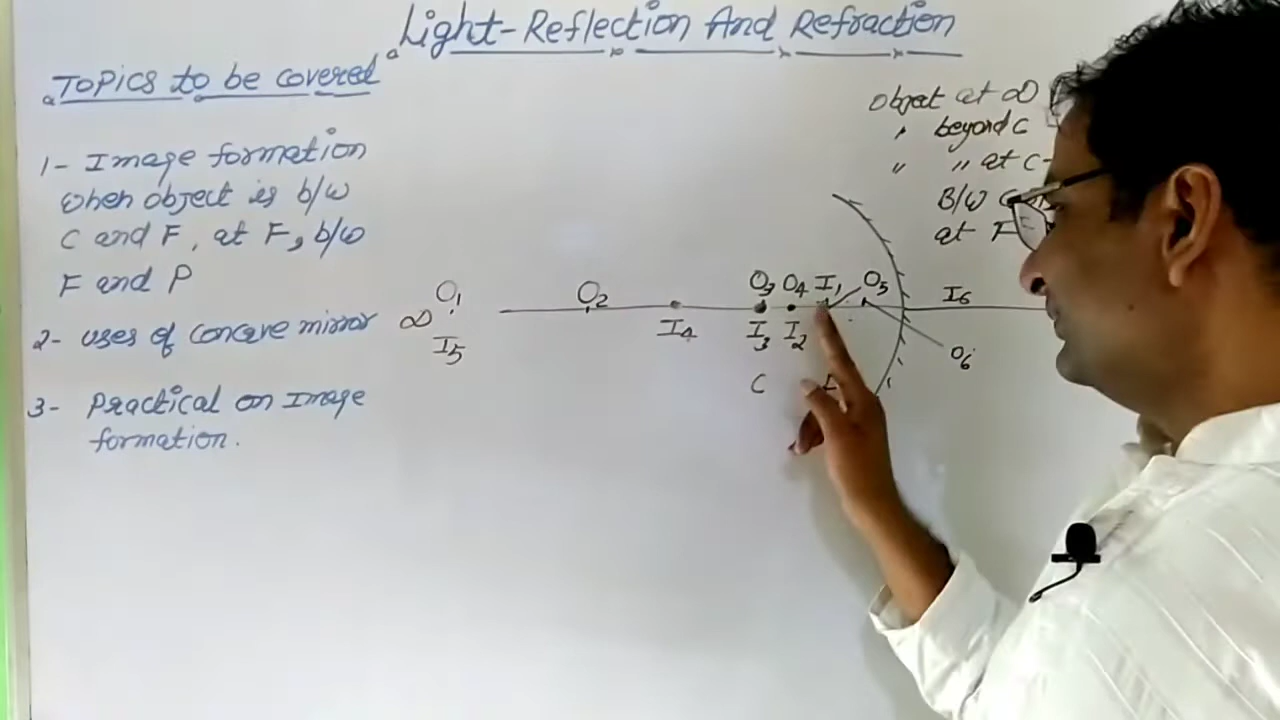 Light-Reflection And Refraction
Topics to be covered
1- Image formation
when object is b/w
C and F, at F, b/w
F and P
2- uses of concave mirror
3- Practical on Image
formation.
object at ∞
" beyond C
" " at C-
B/W C
at F
O₁ O₂ O₃ O₄ I₁ O₅ I₆
∞
I₅ I₄ I₃ I₂ O₆
C